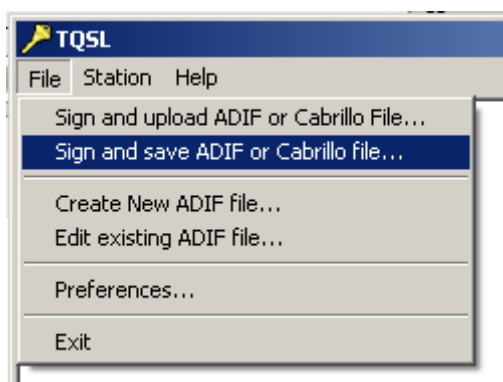 TQSL
File Station Help
Sign and upload ADIF or Cabrillo File...
Sign and save ADIF or Cabrillo file...
Create New ADIF file...
Edit existing ADIF file...
Preferences...
Exit